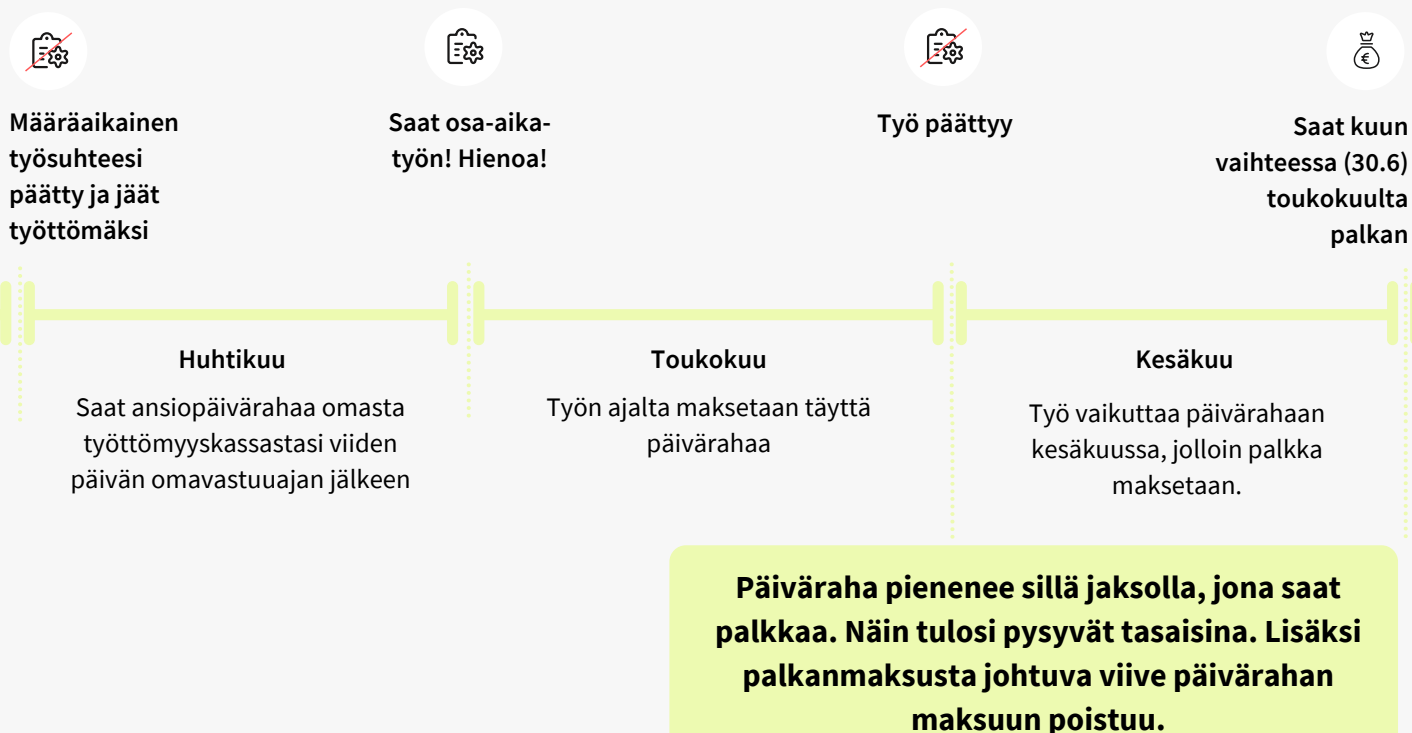 Määräaikainen
työsuhteesi
päätty ja jäät
työttömäksi
Saat osa-aika-
työn! Hienoa!
Työ päättyy
€
Saat kuun
vaihteessa (30.6)
toukokuulta
palkan
Huhtikuu
Saat ansiopäivärahaa omasta
työttömyyskassastasi viiden
päivän omavastuuajan jälkeen
Toukokuu
Työn ajalta maksetaan täyttä
päivärahaa
Kesäkuu
Työ vaikuttaa päivärahaan
kesäkuussa, jolloin palkka
maksetaan.
Päiväraha pienenee sillä jaksolla, jona saat
palkkaa. Näin tulosi pysyvät tasaisina. Lisäksi
palkanmaksusta johtuva viive päivärahan
maksuun poistuu.